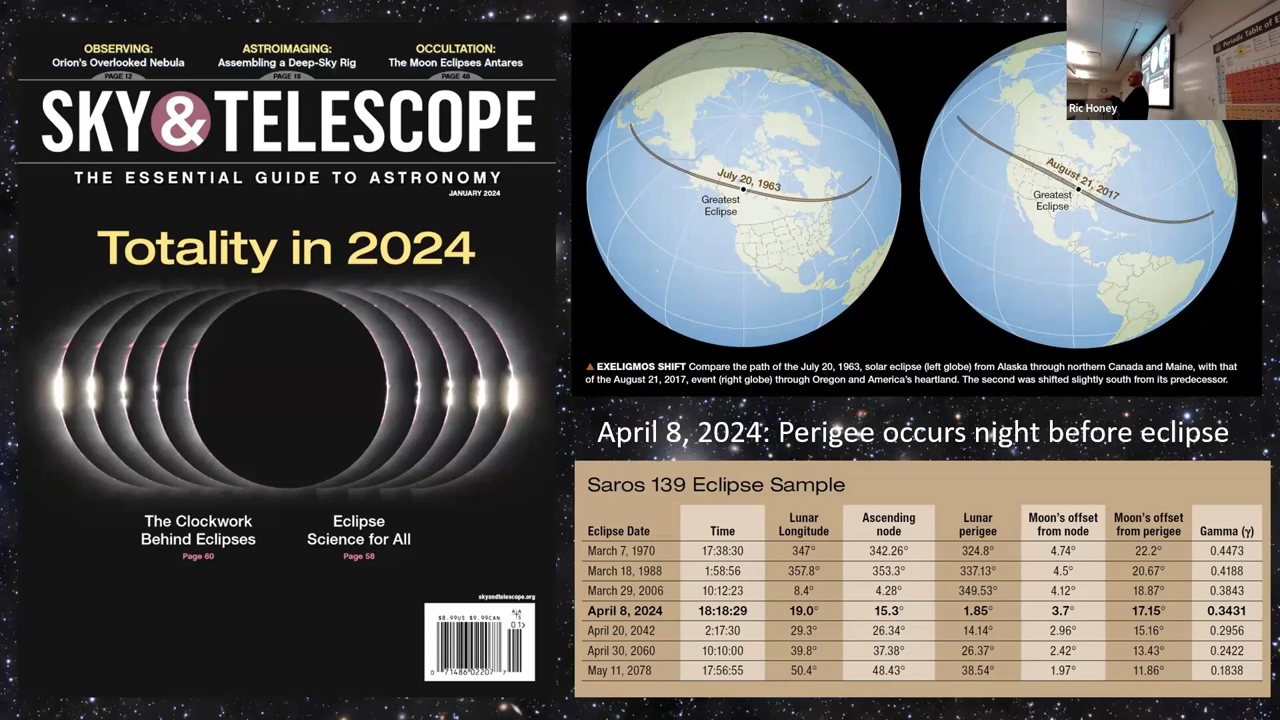 OBSERVING:
Orion's Overlooked Nebula
PAGE 12
ASTROIMAGING:
Assembling a Deep-Sky Rig
PAGE 18
OCCULTATION:
The Moon Eclipses Antares
PAGE 48
SKY&TELESCOPE
THE ESSENTIAL GUIDE TO ASTRONOMY
JANUARY 2024
Totality in 2024
The Clockwork
Behind Eclipses
Page 60
Eclipse
Science for All
Page 58
skyandtelescope.org
$8.99US $9.99CAN
01>
0 71486 02207 7
July 20, 1963
Greatest
Eclipse
August 21, 2017
Greatest
Eclipse
Periodic Table of E
Ric Honey
▲ EXELIGMOS SHIFT Compare the path of the July 20, 1963, solar eclipse (left globe) from Alaska through northern Canada and Maine, with that
of the August 21, 2017, event (right globe) through Oregon and America's heartland. The second was shifted slightly south from its predecessor.
April 8, 2024: Perigee occurs night before eclipse
Saros 139 Eclipse Sample
Eclipse Date Time Lunar Longitude Ascending node Lunar perigee Moon's offset from node Moon's offset from perigee Gamma (γ)
March 7, 1970 17:38:30 347° 342.26° 324.8° 4.74° 22.2° 0.4473
March 18, 1988 1:58:56 357.8° 353.3° 337.13° 4.5° 20.67° 0.4188
March 29, 2006 10:12:23 8.4° 4.28° 349.53° 4.12° 18.87° 0.3843
April 8, 2024 18:18:29 19.0° 15.3° 1.85° 3.7° 17.15° 0.3431
April 20, 2042 2:17:30 29.3° 26.34° 14.14° 2.96° 15.16° 0.2956
April 30, 2060 10:10:00 39.8° 37.38° 26.37° 2.42° 13.43° 0.2422
May 11, 2078 17:56:55 50.4° 48.43° 38.54° 1.97° 11.86° 0.1838